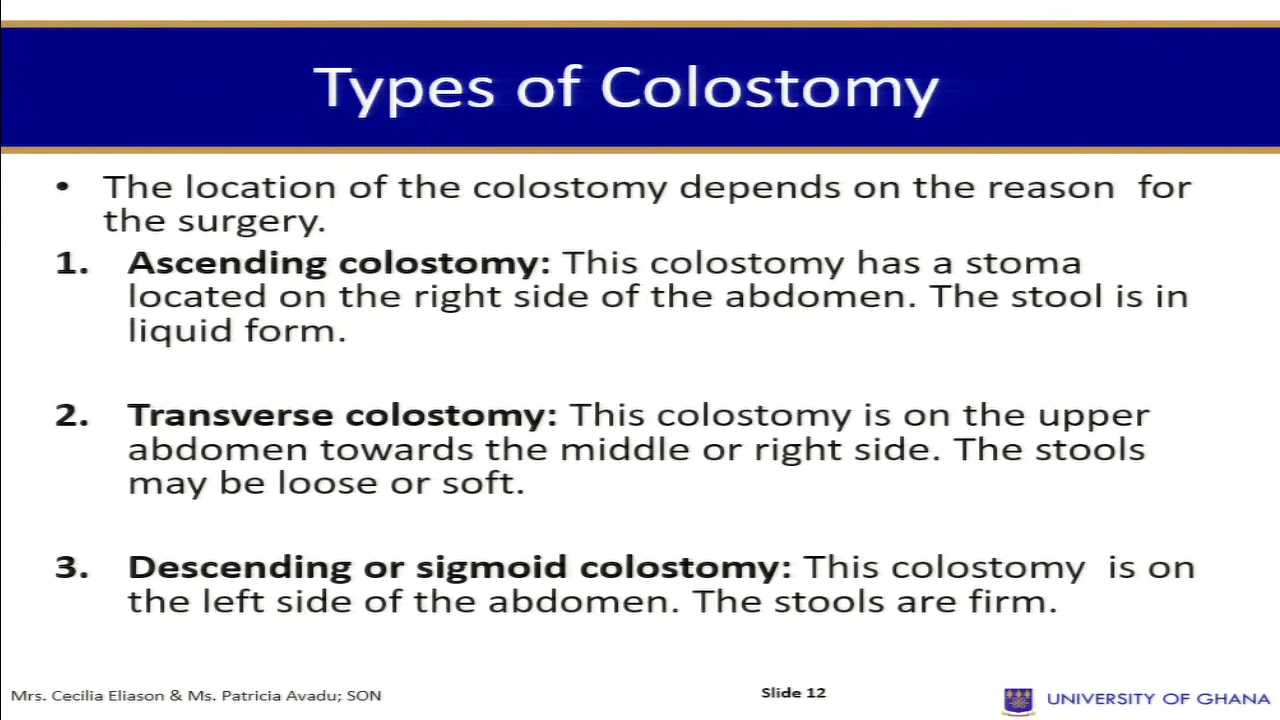 Types of Colostomy
• The location of the colostomy depends on the reason for
the surgery.
1. Ascending colostomy: This colostomy has a stoma
located on the right side of the abdomen. The stool is in
liquid form.
2. Transverse colostomy: This colostomy is on the upper
abdomen towards the middle or right side. The stools
may be loose or soft.
3. Descending or sigmoid colostomy: This colostomy is on
the left side of the abdomen. The stools are firm.
Mrs. Cecilia Eliason & Ms. Patricia Avadu; SON
Slide 12
UNIVERSITY OF GHANA